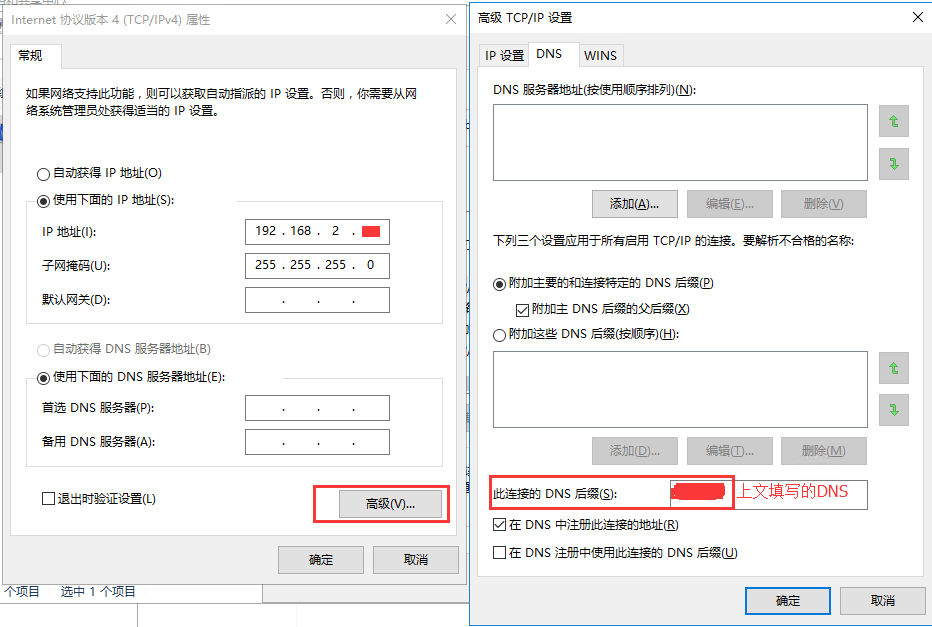 Internet 协议版本 4 (TCP/IPv4) 属性
常规
如果网络支持此功能，则可以获取自动指派的 IP 设置。否则，你需要从网
络系统管理员处获得适当的 IP 设置。
自动获得 IP 地址(O)
使用下面的 IP 地址(S):
IP 地址(I):
192 . 168 . 2 .
子网掩码(U):
255 . 255 . 255 . 0
默认网关(D):
. . .
自动获得 DNS 服务器地址(B)
使用下面的 DNS 服务器地址(E):
首选 DNS 服务器(P):
. . .
备用 DNS 服务器(A):
. . .
退出时验证设置(L)
高级(V)...
确定
取消
个项目
选中 1 个项目
高级 TCP/IP 设置
IP 设置
DNS
WINS
DNS 服务器地址(按使用顺序排列)(N):
添加(A)...
编辑(E)...
删除(V)
下列三个设置应用于所有启用 TCP/IP 的连接。要解析不合格的名称:
附加主要的和连接特定的 DNS 后缀(P)
附加主 DNS 后缀的父后缀(X)
附加这些 DNS 后缀(按顺序)(H):
添加(D)...
编辑(T)...
删除(M)
此连接的 DNS 后缀(S):
上文填写的DNS
在 DNS 中注册此连接的地址(R)
在 DNS 注册中使用此连接的 DNS 后缀(U)
确定
取消